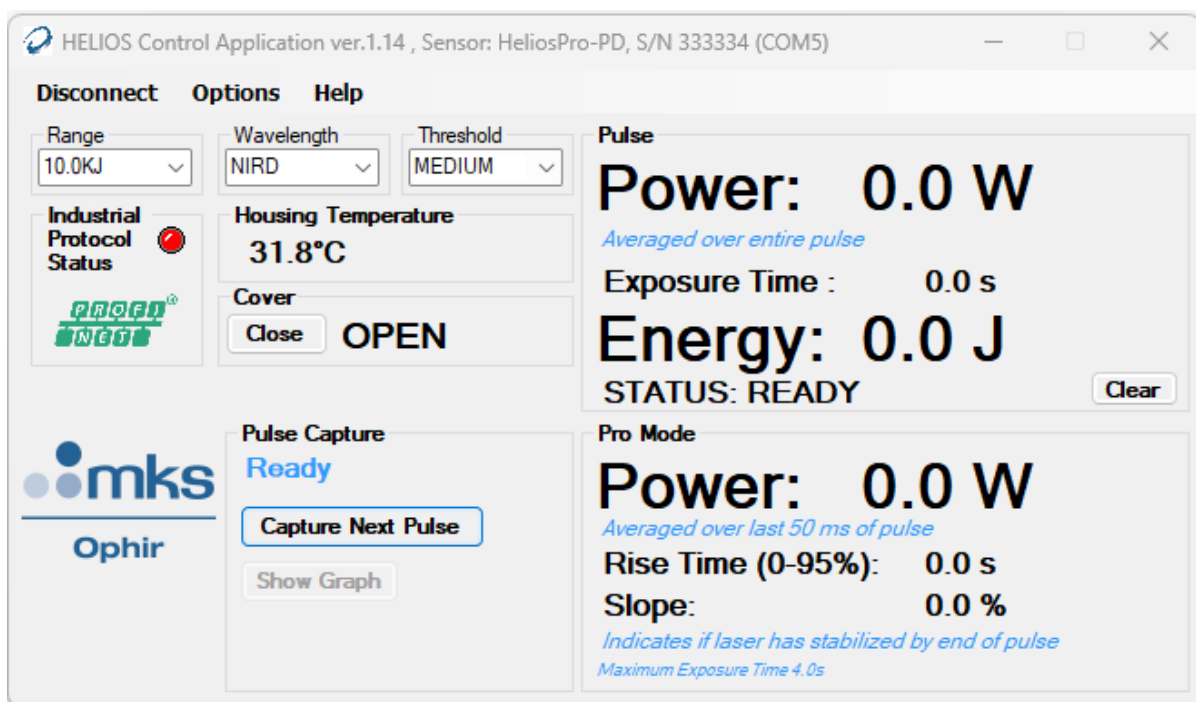 HELIOS Control Application ver.1.14 , Sensor: HeliosPro-PD, S/N 333334 (COM5)
Disconnect Options Help
Range
10.0KJ
Wavelength
NIRD
Threshold
MEDIUM
Industrial
Protocol
Status
PROFI®
NET
Housing Temperature
31.8°C
Cover
Close OPEN
Pulse
Power: 0.0 W
Averaged over entire pulse
Exposure Time : 0.0 s
Energy: 0.0 J
STATUS: READY
Clear
mks
Ophir
Pulse Capture
Ready
Capture Next Pulse
Show Graph
Pro Mode
Power: 0.0 W
Averaged over last 50 ms of pulse
Rise Time (0-95%): 0.0 s
Slope: 0.0 %
Indicates if laser has stabilized by end of pulse
Maximum Exposure Time 4.0s